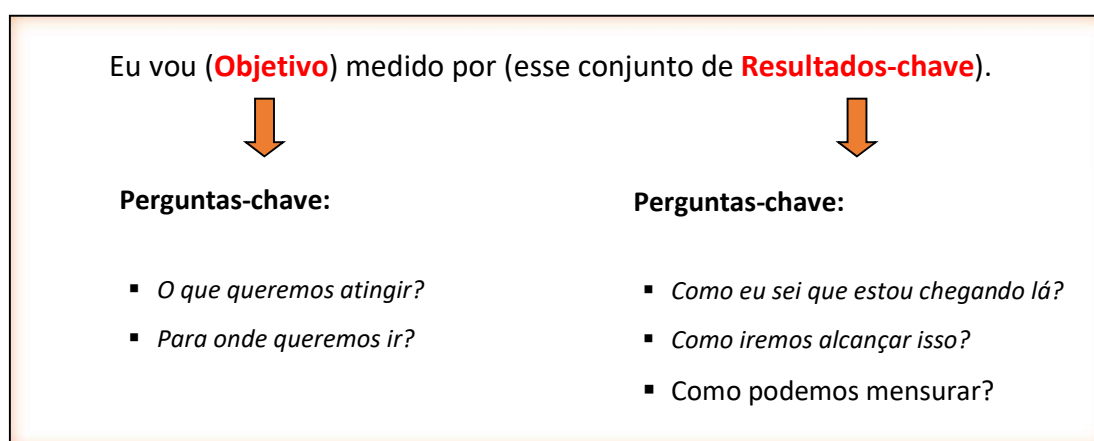 Eu vou (Objetivo) medido por (esse conjunto de Resultados-chave).
Perguntas-chave:
▪ O que queremos atingir?
▪ Para onde queremos ir?
Perguntas-chave:
▪ Como eu sei que estou chegando lá?
▪ Como iremos alcançar isso?
▪ Como podemos mensurar?